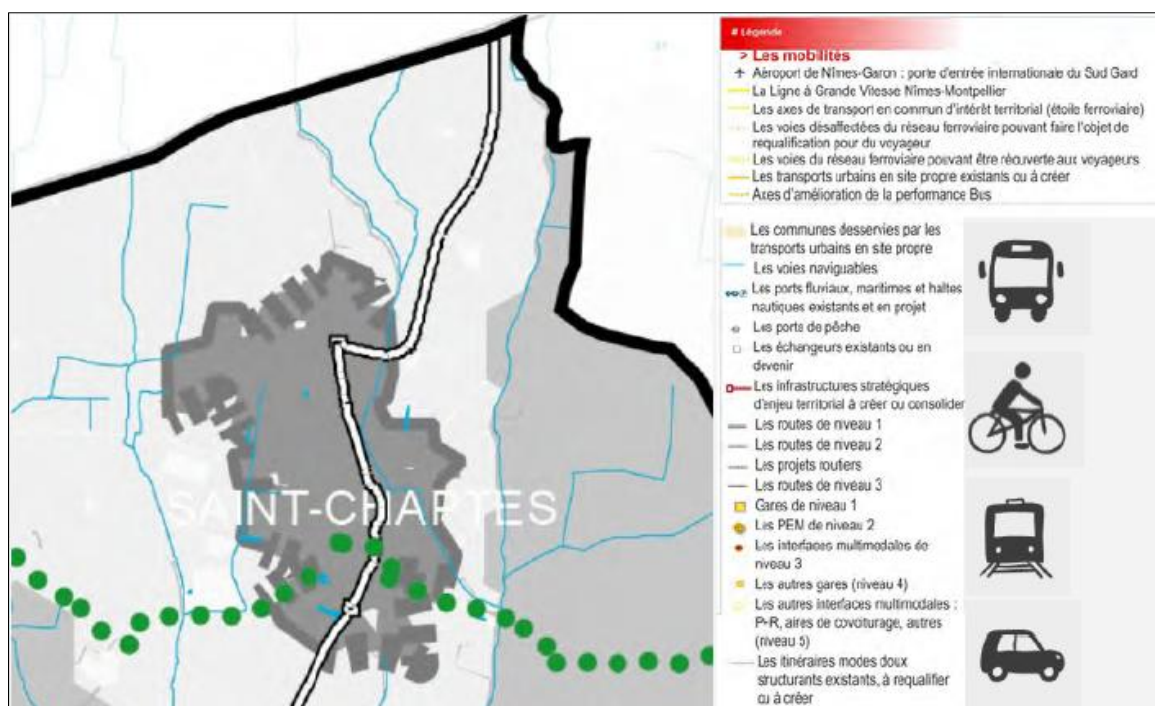 # Légende
> Les mobilités
Aéroport de Nîmes-Garon : porte d'entrée internationale du Sud Gard
La Ligne à Grande Vitesse Nîmes-Montpellier
Les axes de transport en commun d'intérêt territorial (étoile ferroviaire)
Les voies désaffectées du réseau ferroviaire pouvant faire l'objet de
requalification pour du voyageur
Les voies du réseau ferroviaire pouvant être réouverte aux voyageurs
Les transports urbains en site propre existants ou à créer
Axes d'amélioration de la performance Bus
Les communes desservies par les
transports urbains en site propre
Les voies naviguables
Les ports fluviaux, maritimes et haltes
nautiques existants et en projet
Les ports de pêche
Les échangeurs existants ou en
devenir
Les infrastructures stratégiques
d'enjeu territorial à créer ou consolider
Les routes de niveau 1
Les routes de niveau 2
Les projets routiers
Les routes de niveau 3
Gares de niveau 1
Les PEM de niveau 2
Les interfaces multimodales de
niveau 3
Les autres gares (niveau 4)
Les autres interfaces multimodales :
P+R, aires de covoiturage, autres
(niveau 5)
Les itinéraires modes doux
structurants existants, à requalifier
ou à créer
SAINT-CHAPTES